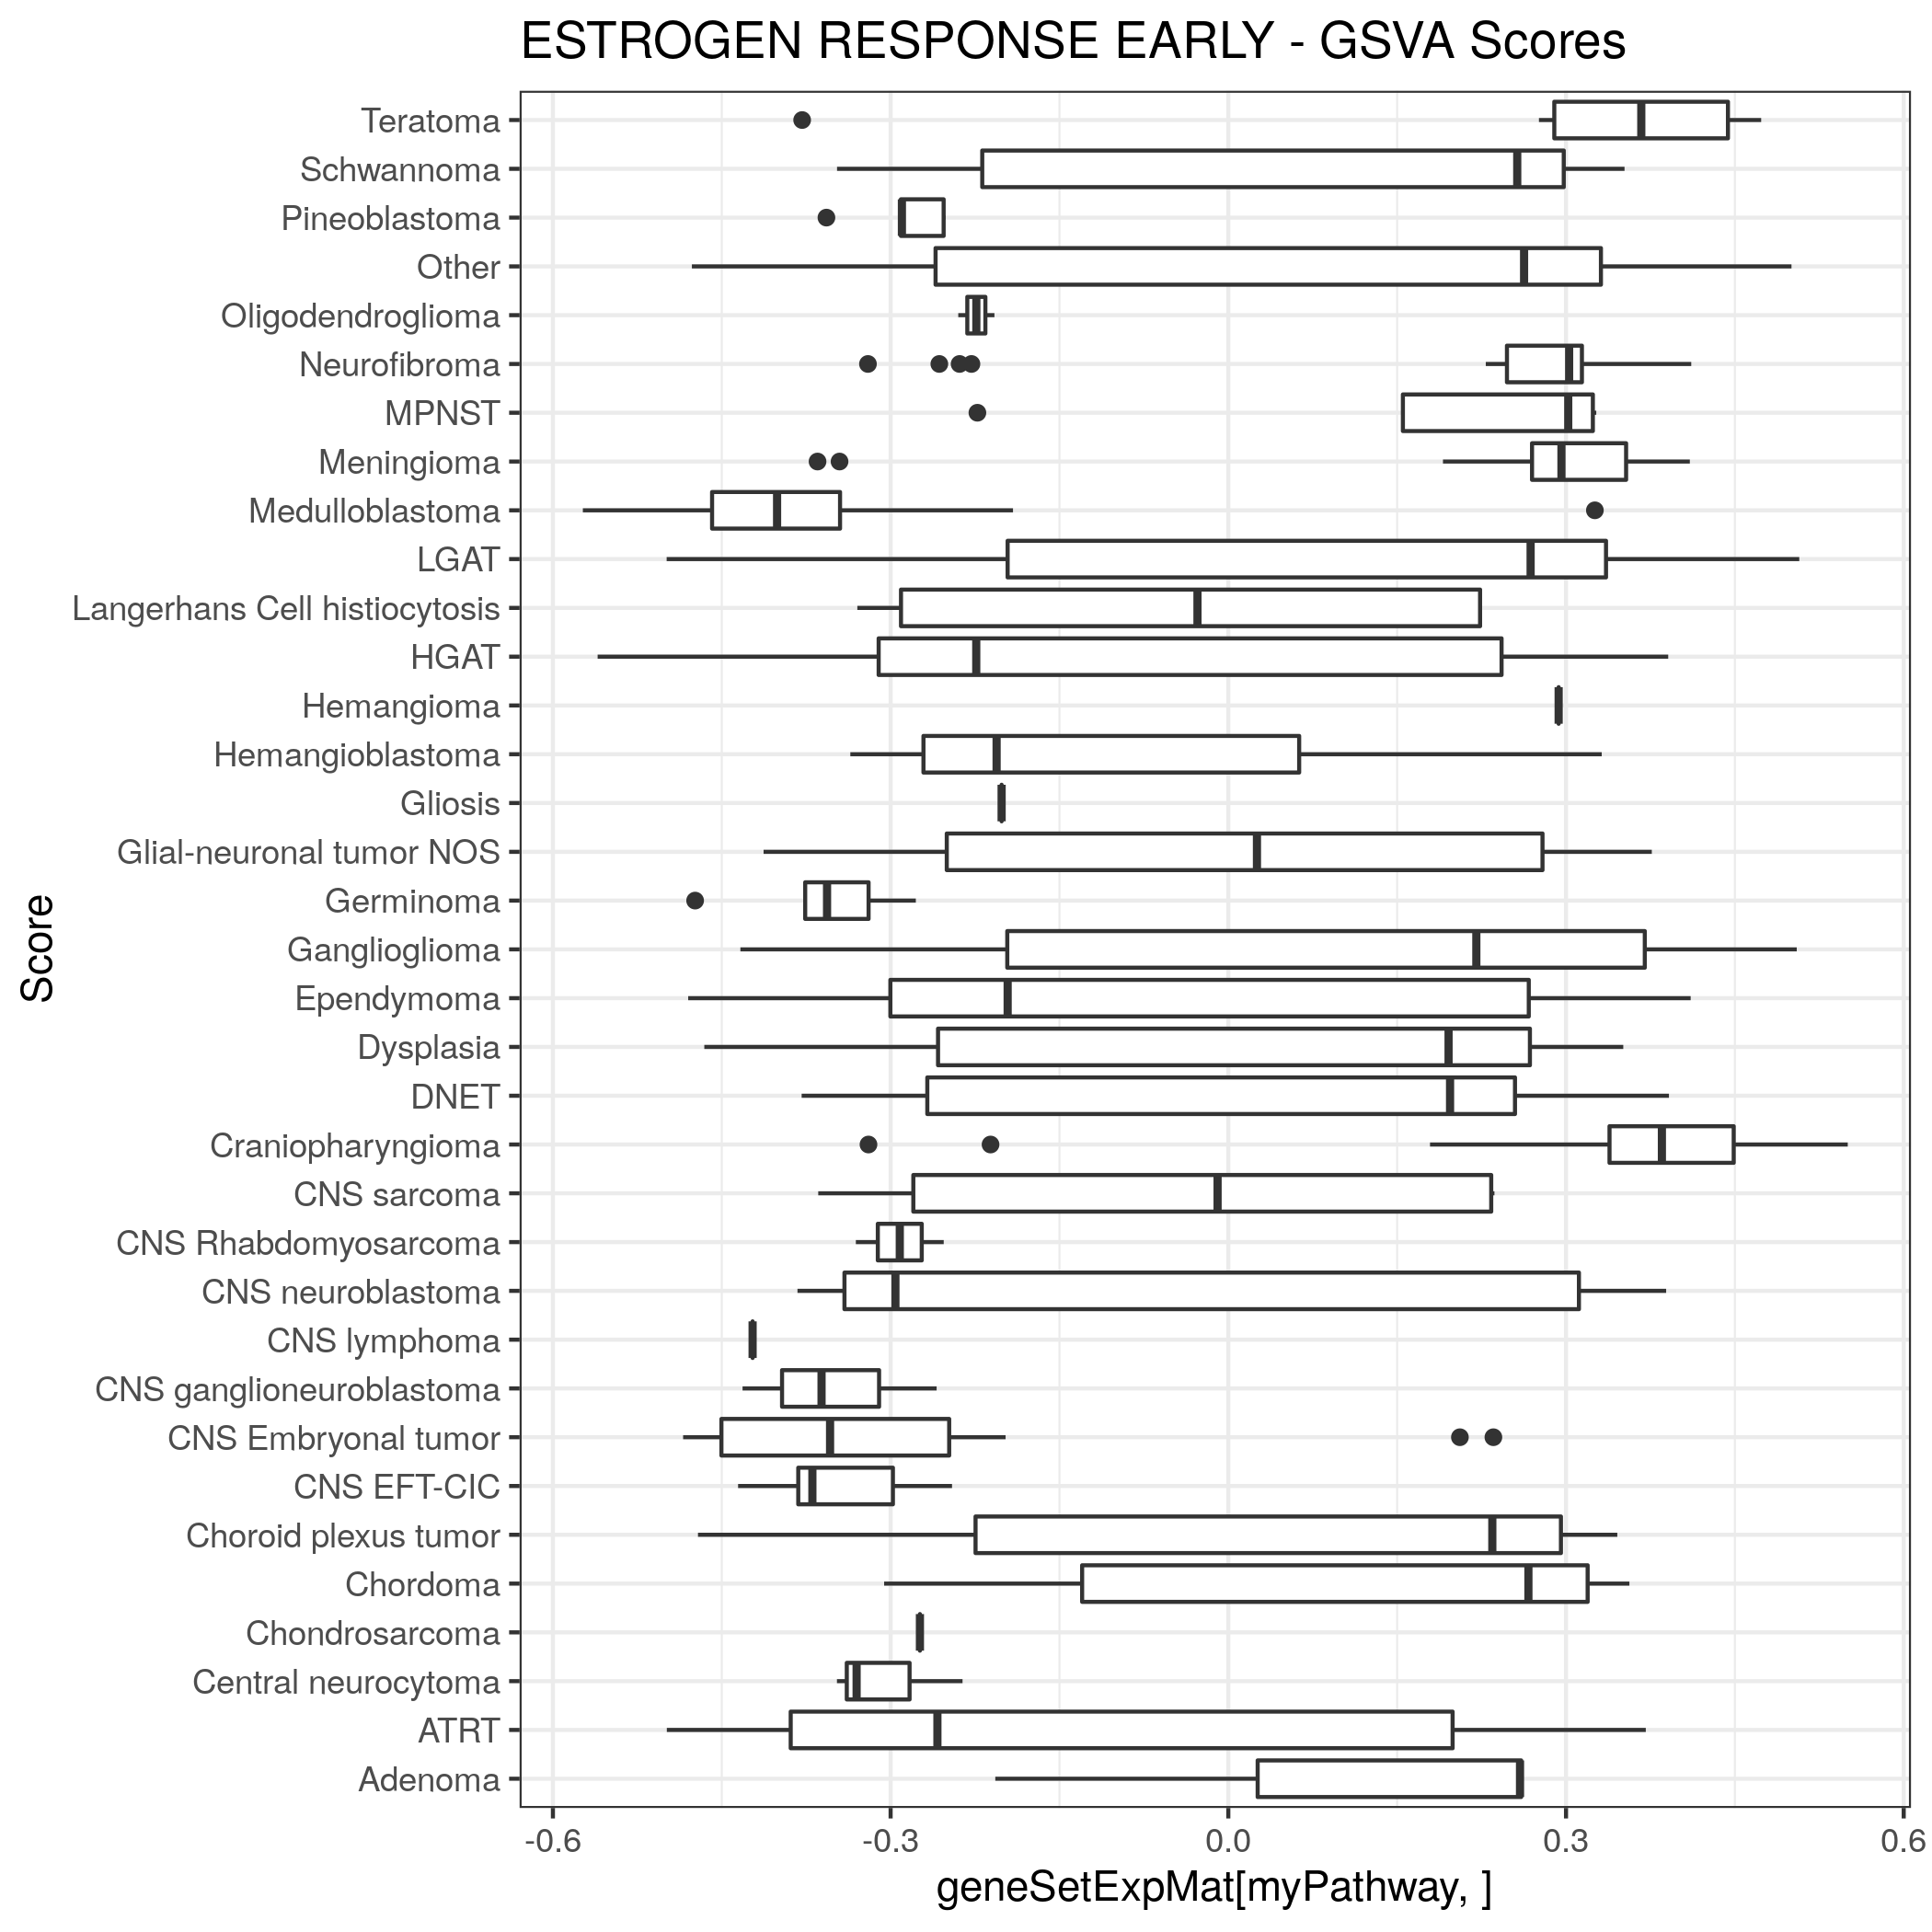 ESTROGEN RESPONSE EARLY - GSVA Scores
Teratoma
Schwannoma
Pineoblastoma
Other
Oligodendroglioma
Neurofibroma
MPNST
Meningioma
Medulloblastoma
LGAT
Langerhans Cell histiocytosis
HGAT
Hemangioma
Hemangioblastoma
Gliosis
Glial-neuronal tumor NOS
Germinoma
Ganglioglioma
Ependymoma
Dysplasia
DNET
Craniopharyngioma
CNS sarcoma
CNS Rhabdomyosarcoma
CNS neuroblastoma
CNS lymphoma
CNS ganglioneuroblastoma
CNS Embryonal tumor
CNS EFT-CIC
Choroid plexus tumor
Chordoma
Chondrosarcoma
Central neurocytoma
ATRT
Adenoma
Score
-0.6 -0.3 0.0 0.3 0.6
geneSetExpMat[myPathway, ]